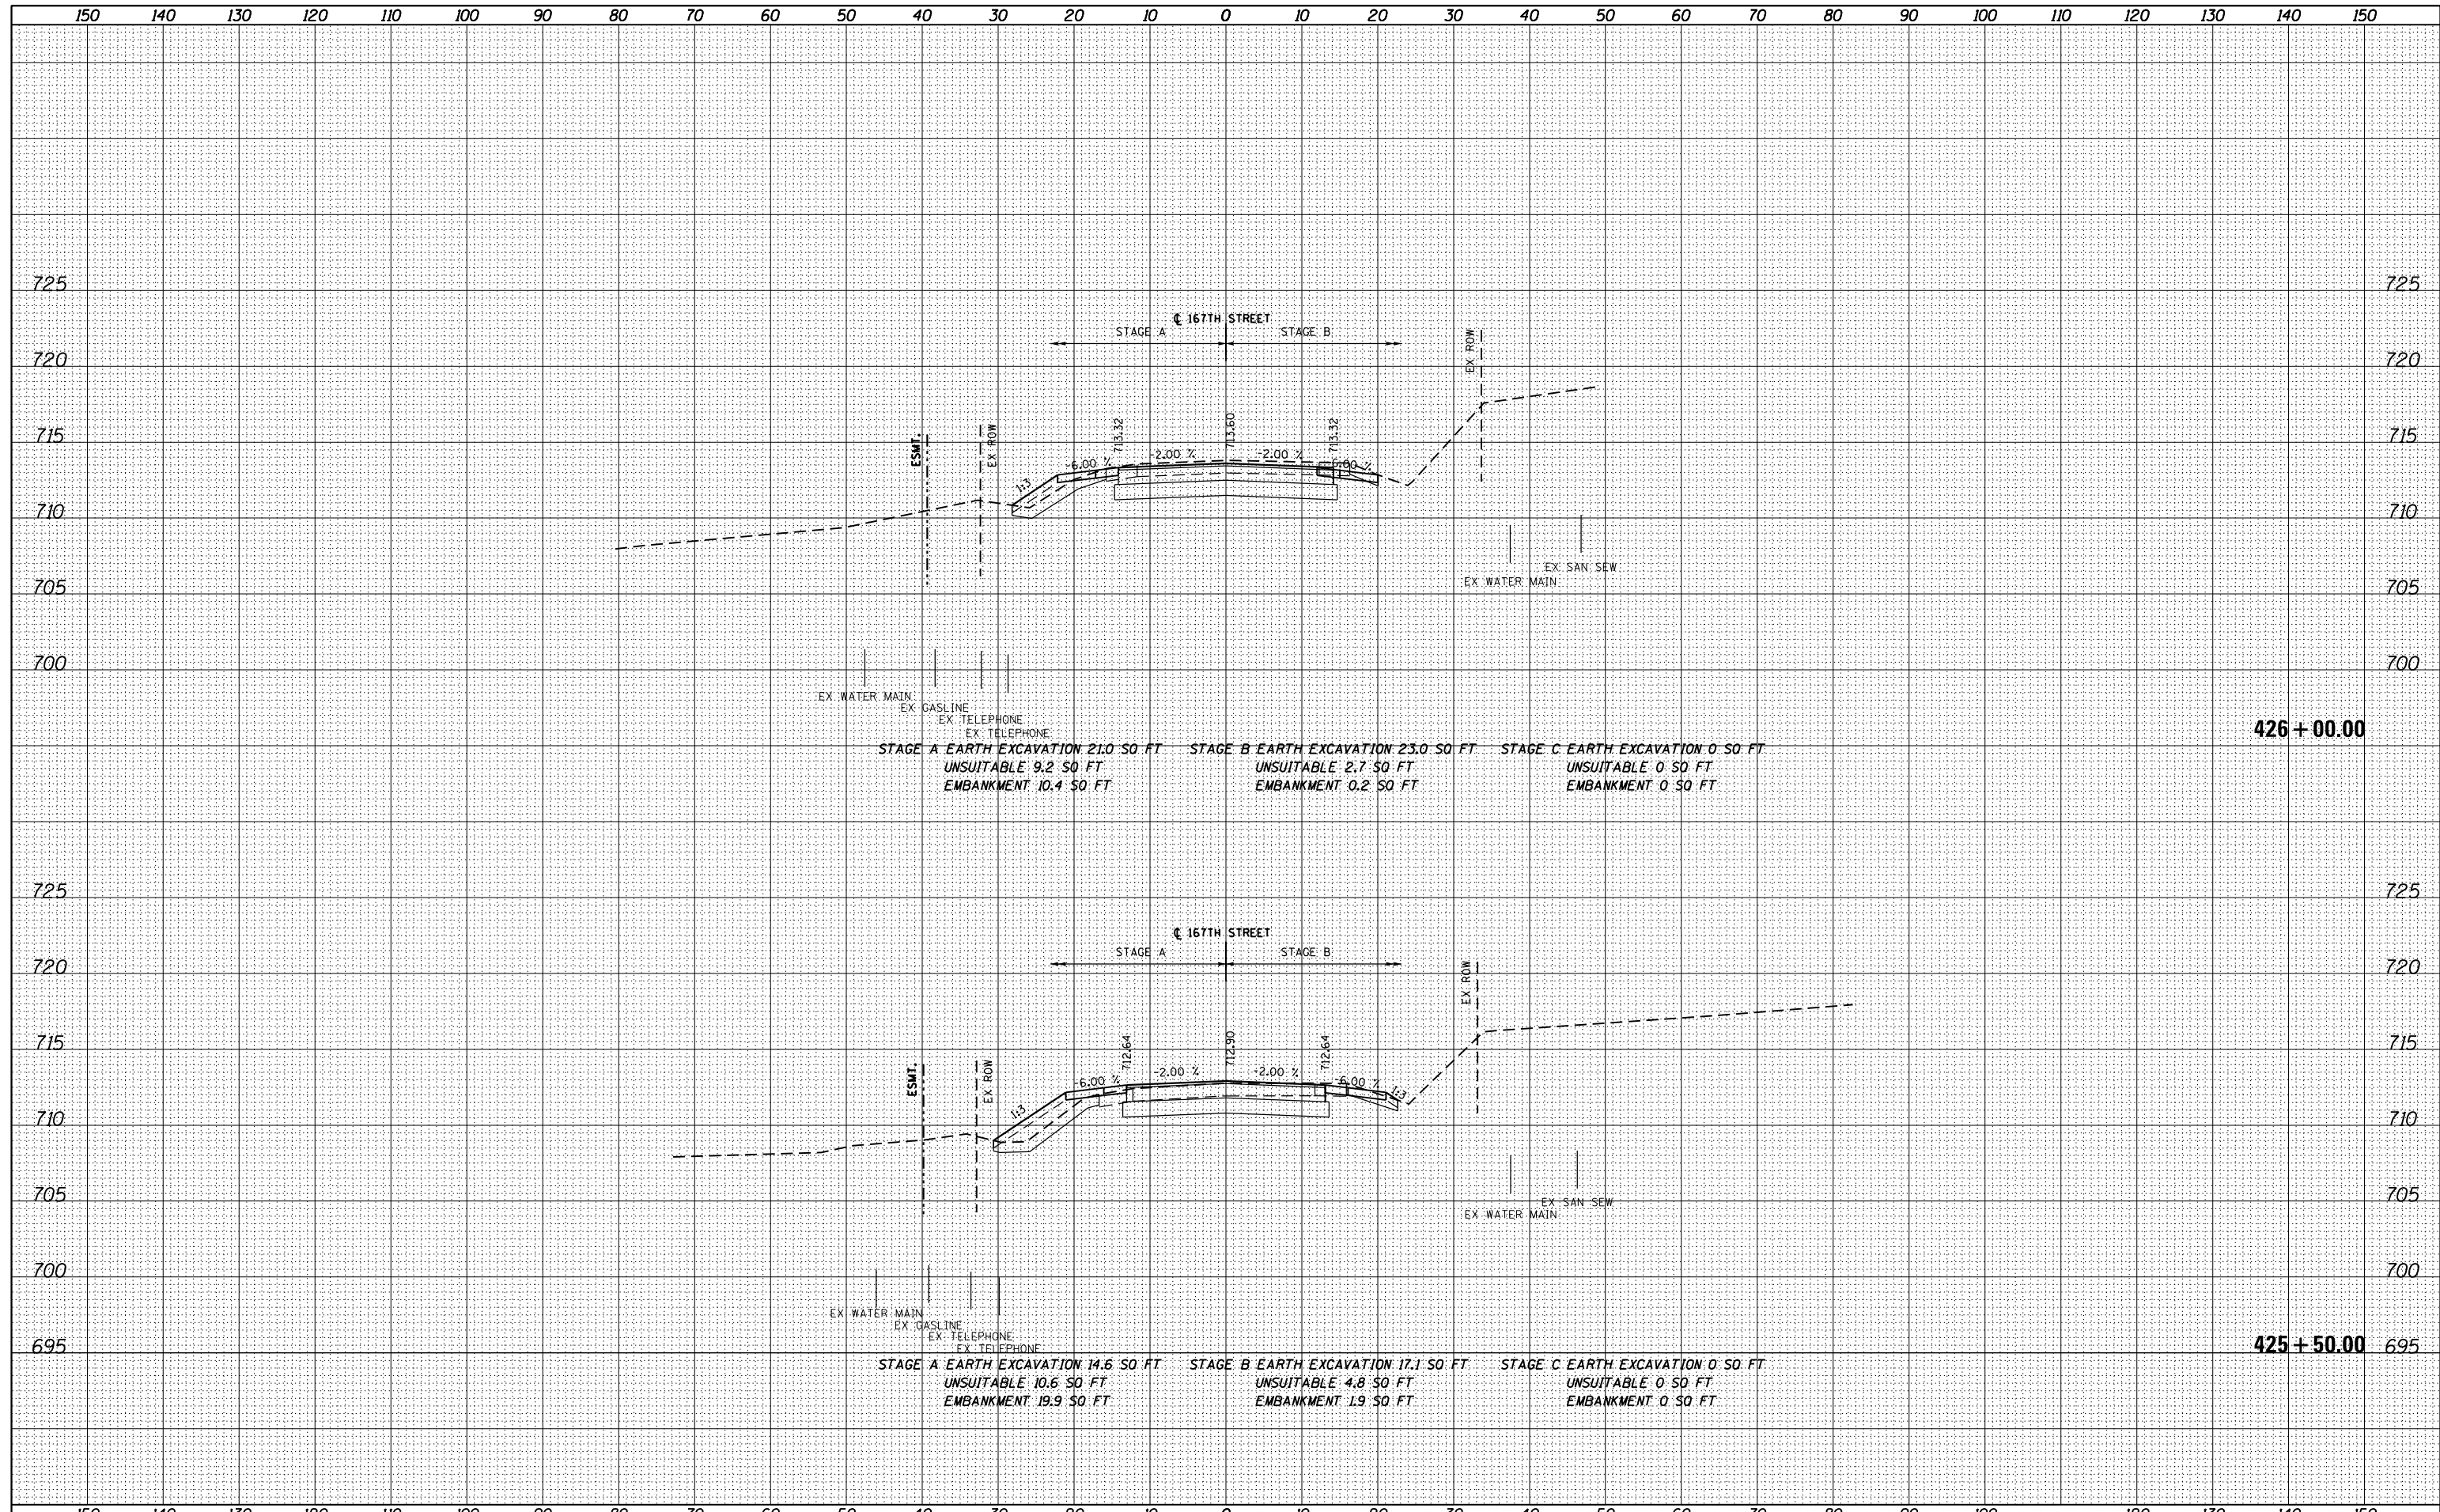 150 140 130 120 110 100 90 80 70 60 50 40 30 20 10 0 10 20 30 40 50 60 70 80 90 100 110 120 130 140 150
725 725
℄ 167TH STREET
STAGE A STAGE B
EX ROW
720 720
715 715
ESMT.
EX ROW
713.32 713.60 713.32
-6.00 % -2.00 % -2.00 %
1:3
710 710
EX SAN SEW
EX WATER MAIN
705 705
700 700
EX WATER MAIN
EX GASLINE
EX TELEPHONE
EX TELEPHONE
426+00.00
STAGE A EARTH EXCAVATION 21.0 SQ FT STAGE B EARTH EXCAVATION 23.0 SQ FT STAGE C EARTH EXCAVATION 0 SQ FT
UNSUITABLE 9.2 SQ FT UNSUITABLE 2.7 SQ FT UNSUITABLE 0 SQ FT
EMBANKMENT 10.4 SQ FT EMBANKMENT 0.2 SQ FT EMBANKMENT 0 SQ FT
725 725
℄ 167TH STREET
STAGE A STAGE B
EX ROW
720 720
715 715
ESMT.
EX ROW
712.64 712.90 712.64
-6.00 % -2.00 % -2.00 % -6.00 %
1:3 1:3
710 710
705 705
EX SAN SEW
EX WATER MAIN
700 700
EX WATER MAIN
EX GASLINE
EX TELEPHONE
EX TELEPHONE
695 425+50.00 695
STAGE A EARTH EXCAVATION 14.6 SQ FT STAGE B EARTH EXCAVATION 17.1 SQ FT STAGE C EARTH EXCAVATION 0 SQ FT
UNSUITABLE 10.6 SQ FT UNSUITABLE 4.8 SQ FT UNSUITABLE 0 SQ FT
EMBANKMENT 19.9 SQ FT EMBANKMENT 1.9 SQ FT EMBANKMENT 0 SQ FT